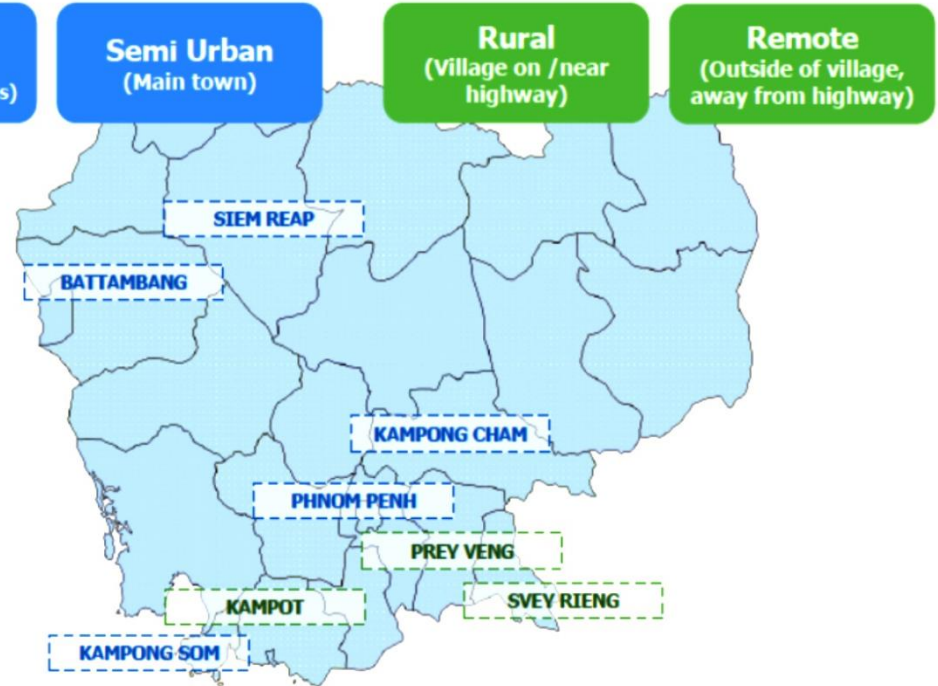 s)
Semi Urban
(Main town)
Rural
(Village on /near
highway)
Remote
(Outside of village,
away from highway)
SIEM REAP
BATTAMBANG
KAMPONG CHAM
PHNOM PENH
PREY VENG
SVEY RIENG
KAMPOT
KAMPONG SOM